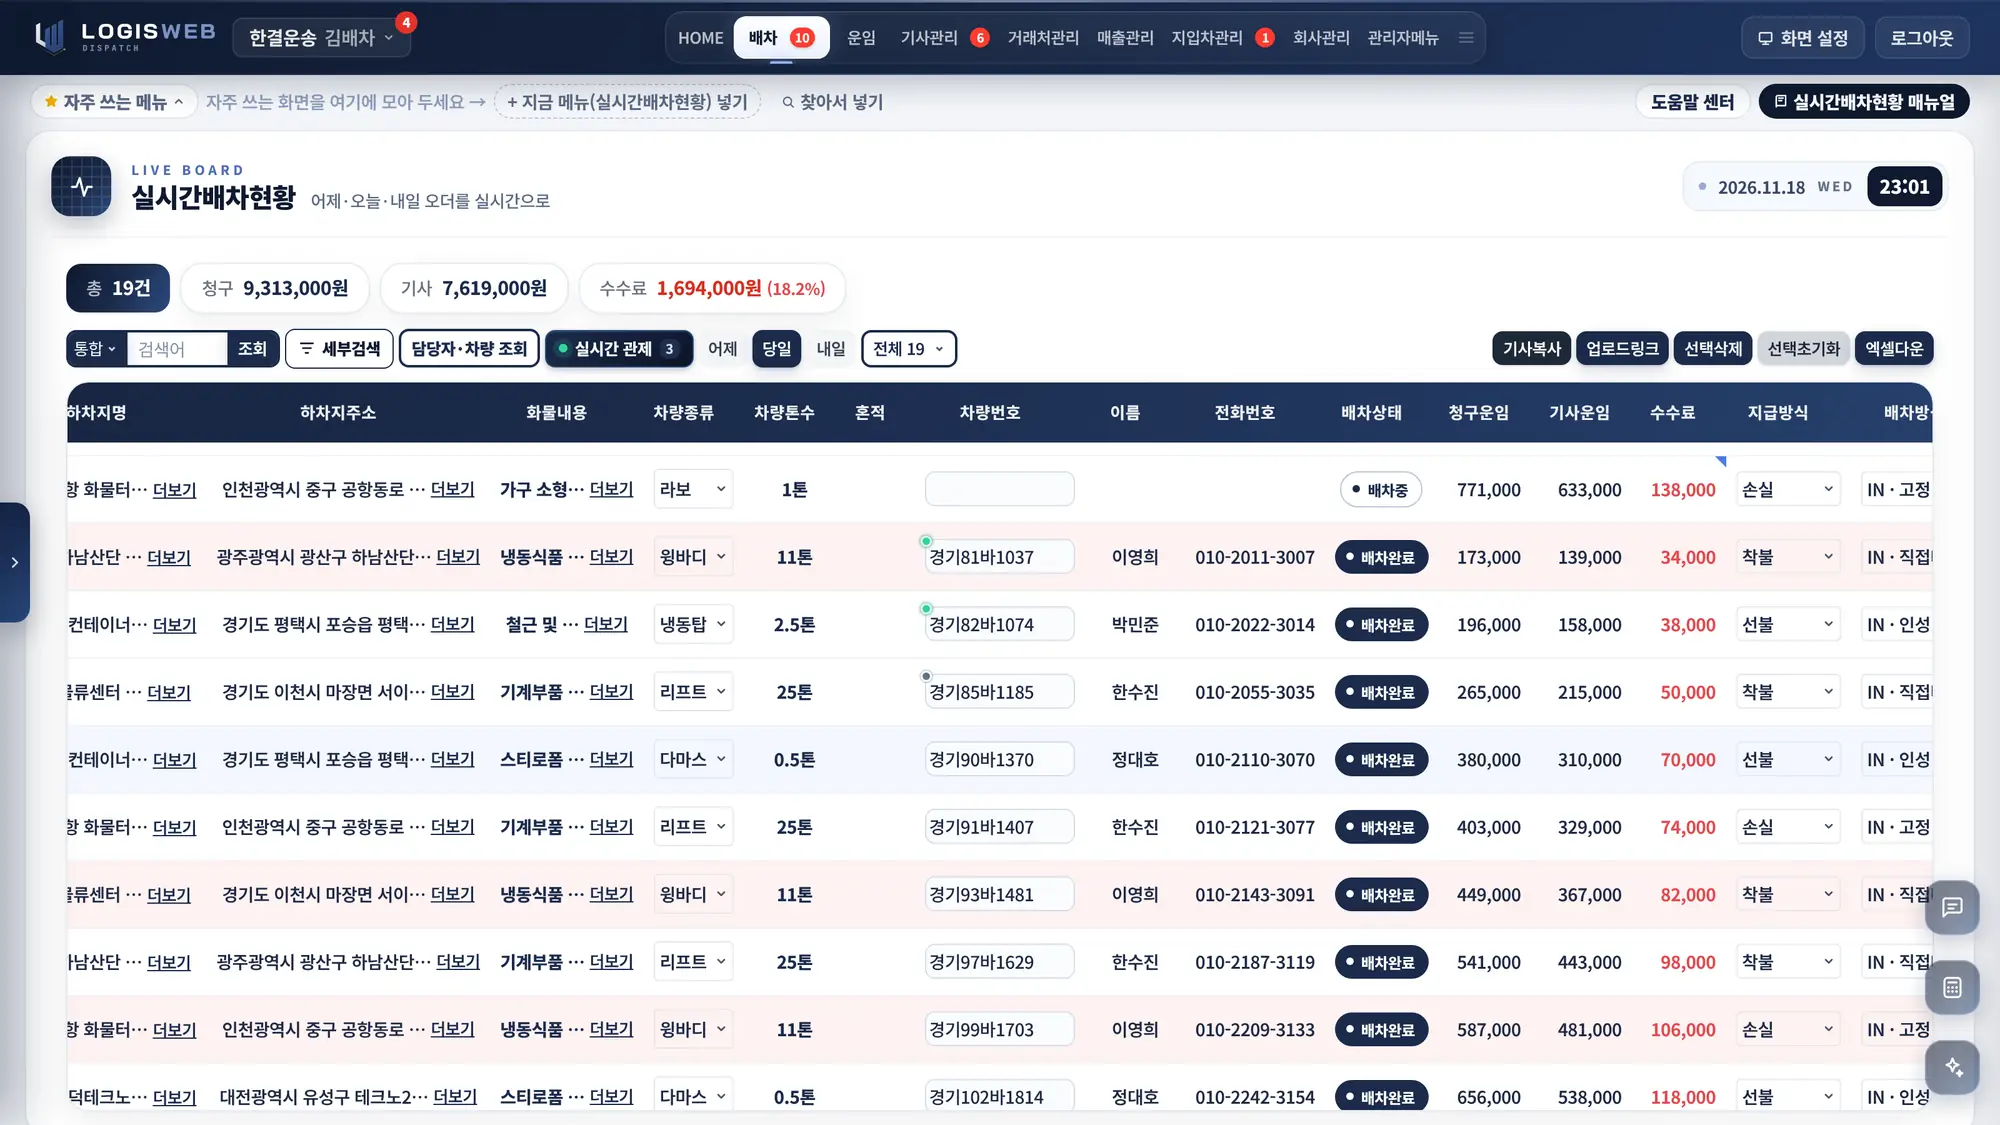 LOGISWEB
DISPATCH
한결운송 김배차
4
HOME 배차 10 운임 기사관리 6 거래처관리 매출관리 지입차관리 1 회사관리 관리자메뉴
화면 설정
로그아웃
자주 쓰는 메뉴 자주 쓰는 화면을 여기에 모아 두세요 → + 지금 메뉴(실시간배차현황) 넣기 찾아서 넣기
도움말 센터 실시간배차현황 매뉴얼
LIVE BOARD
실시간배차현황 어제·오늘·내일 오더를 실시간으로
2026.11.18 WED 23:01
총 19건 청구 9,313,000원 기사 7,619,000원 수수료 1,694,000원 (18.2%)
통합 검색어 조회 세부검색 담당자·차량 조회 실시간 관제 3 어제 당일 내일 전체 19
기사복사 업로드링크 선택삭제 선택초기화 엑셀다운
하차지명 하차지주소 화물내용 차량종류 차량톤수 혼적 차량번호 이름 전화번호 배차상태 청구운임 기사운임 수수료 지급방식 배차방
항 화물터··· 더보기 인천광역시 중구 공항동로 ··· 더보기 가구 소형··· 더보기 라보 1톤 배차중 771,000 633,000 138,000 손실 IN · 고정
하남산단 ··· 더보기 광주광역시 광산구 하남산단··· 더보기 냉동식품 ··· 더보기 윙바디 11톤 경기81바1037 이영희 010-2011-3007 배차완료 173,000 139,000 34,000 착불 IN · 직접
컨테이너··· 더보기 경기도 평택시 포승읍 평택··· 더보기 철근 및 ··· 더보기 냉동탑 2.5톤 경기82바1074 박민준 010-2022-3014 배차완료 196,000 158,000 38,000 선불 IN · 인성
물류센터 ··· 더보기 경기도 이천시 마장면 서이··· 더보기 기계부품 ··· 더보기 리프트 25톤 경기85바1185 한수진 010-2055-3035 배차완료 265,000 215,000 50,000 착불 IN · 직접
컨테이너··· 더보기 경기도 평택시 포승읍 평택··· 더보기 스티로폼 ··· 더보기 다마스 0.5톤 경기90바1370 정대호 010-2110-3070 배차완료 380,000 310,000 70,000 선불 IN · 인성
항 화물터··· 더보기 인천광역시 중구 공항동로 ··· 더보기 기계부품 ··· 더보기 리프트 25톤 경기91바1407 한수진 010-2121-3077 배차완료 403,000 329,000 74,000 손실 IN · 고정
물류센터 ··· 더보기 경기도 이천시 마장면 서이··· 더보기 냉동식품 ··· 더보기 윙바디 11톤 경기93바1481 이영희 010-2143-3091 배차완료 449,000 367,000 82,000 착불 IN · 직접
하남산단 ··· 더보기 광주광역시 광산구 하남산단··· 더보기 기계부품 ··· 더보기 리프트 25톤 경기97바1629 한수진 010-2187-3119 배차완료 541,000 443,000 98,000 착불 IN · 직접
항 화물터··· 더보기 인천광역시 중구 공항동로 ··· 더보기 냉동식품 ··· 더보기 윙바디 11톤 경기99바1703 이영희 010-2209-3133 배차완료 587,000 481,000 106,000 손실 IN · 고정
덕테크노··· 더보기 대전광역시 유성구 테크노2··· 더보기 스티로폼 ··· 더보기 다마스 0.5톤 경기102바1814 정대호 010-2242-3154 배차완료 656,000 538,000 118,000 선불 IN · 인성